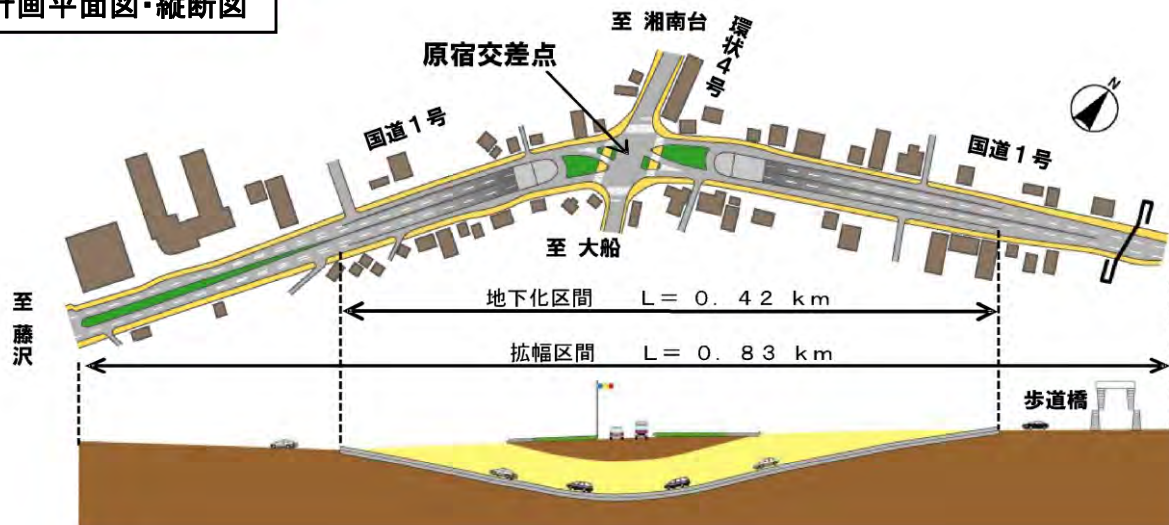 計画平面図・縦断図
至 湘南台
環状4号
原宿交差点
国道1号
N
国道1号
至 大船
至 藤沢
地下化区間 L= 0. 42 km
拡幅区間 L= 0. 83 km
歩道橋